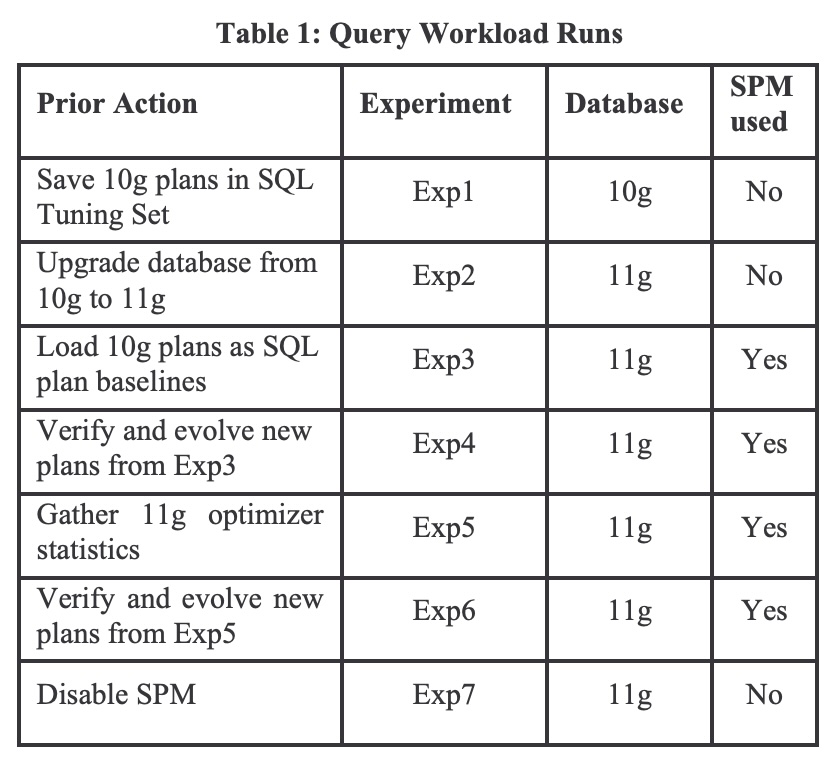 Table 1: Query Workload Runs
Prior Action Experiment Database SPM
used
Save 10g plans in SQL
Tuning Set Exp1 10g No
Upgrade database from
10g to 11g Exp2 11g No
Load 10g plans as SQL
plan baselines Exp3 11g Yes
Verify and evolve new
plans from Exp3 Exp4 11g Yes
Gather 11g optimizer
statistics Exp5 11g Yes
Verify and evolve new
plans from Exp5 Exp6 11g Yes
Disable SPM Exp7 11g No